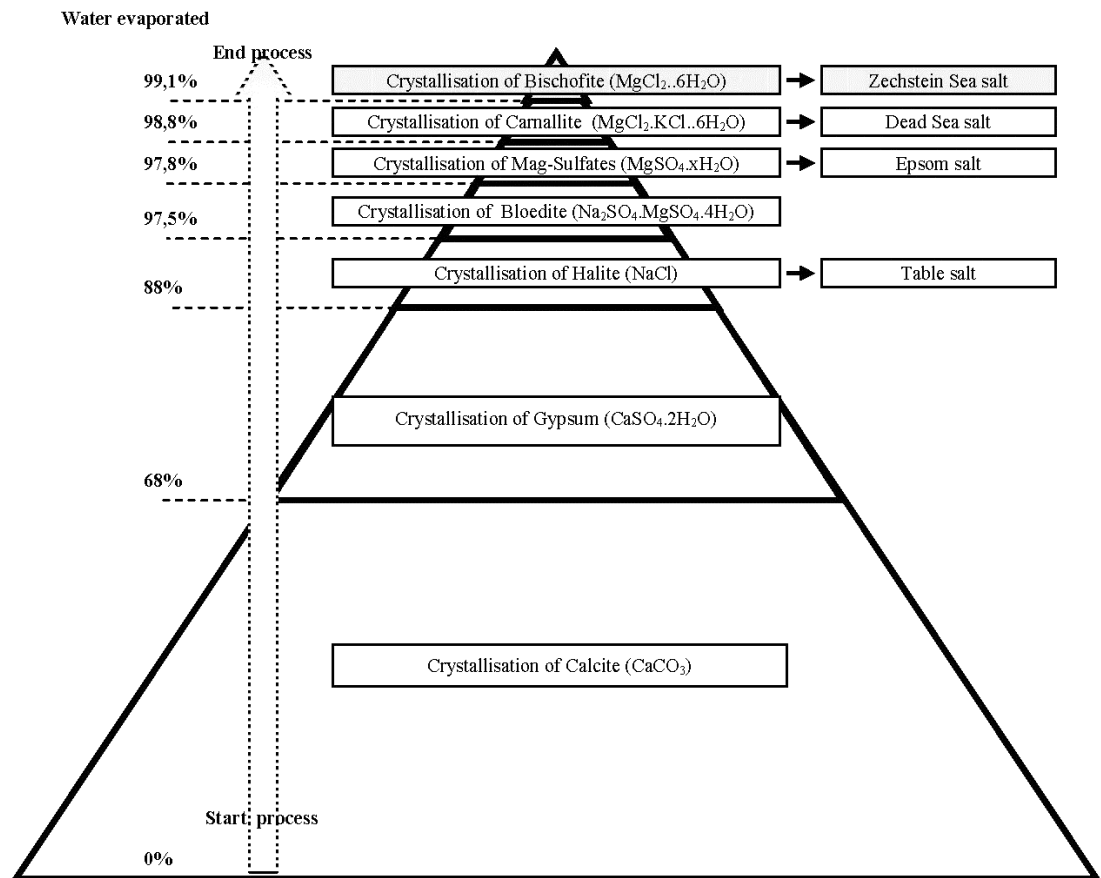 Water evaporated
End process
99,1%
Crystallisation of Bischofite (MgCl₂..6H₂O)
Zechstein Sea salt
98,8%
Crystallisation of Carnallite (MgCl₂.KCl..6H₂O)
Dead Sea salt
97,8%
Crystallisation of Mag-Sulfates (MgSO₄.xH₂O)
Epsom salt
97,5%
Crystallisation of Bloedite (Na₂SO₄.MgSO₄.4H₂O)
Crystallisation of Halite (NaCl)
Table salt
88%
Crystallisation of Gypsum (CaSO₄.2H₂O)
68%
Crystallisation of Calcite (CaCO₃)
Start process
0%